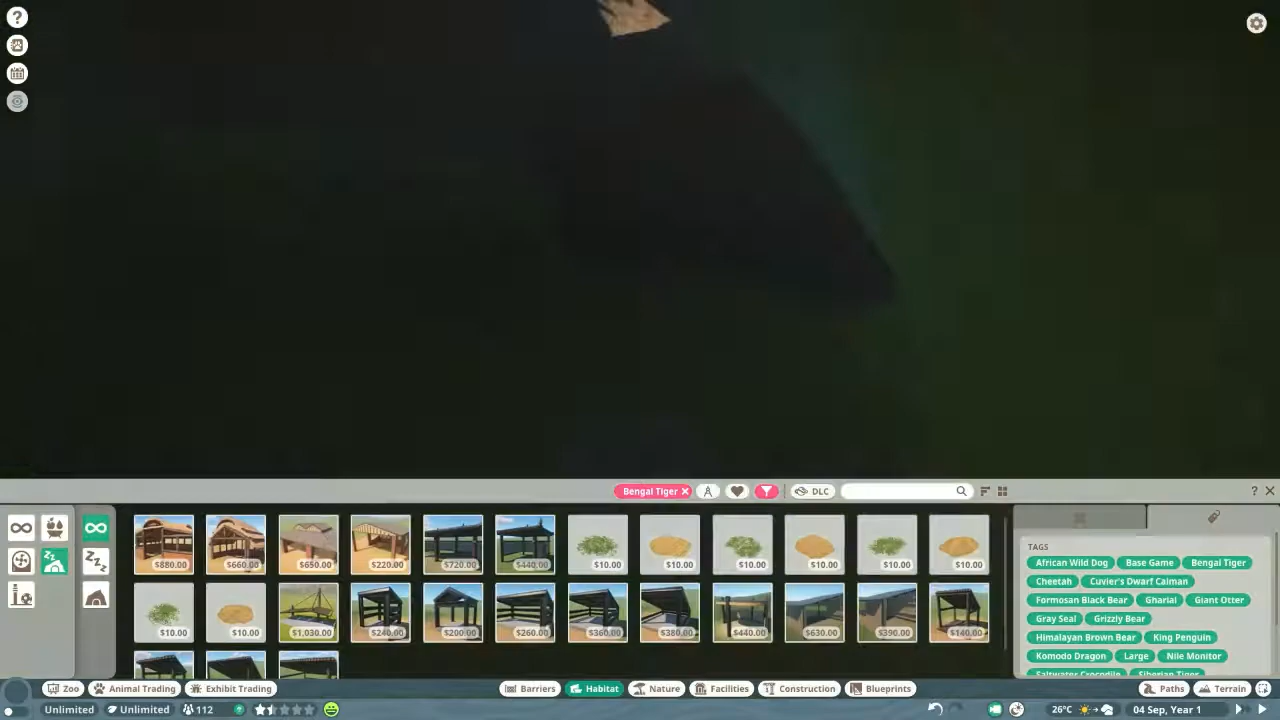 ?
Bengal Tiger ×
DLC
? ×
$880.00 $660.00 $650.00 $220.00 $720.00 $440.00 $10.00 $10.00 $10.00 $10.00 $10.00 $10.00
$10.00 $10.00 $1,030.00 $240.00 $200.00 $260.00 $360.00 $380.00 $440.00 $630.00 $390.00 $140.00
TAGS
African Wild Dog Base Game Bengal Tiger
Cheetah Cuvier's Dwarf Caiman
Formosan Black Bear Gharial Giant Otter
Gray Seal Grizzly Bear
Himalayan Brown Bear King Penguin
Komodo Dragon Large Nile Monitor
Saltwater Crocodile Siberian Tiger
Zoo Animal Trading Exhibit Trading Barriers Habitat Nature Facilities Construction Blueprints Paths Terrain
Unlimited Unlimited 112 26°C 04 Sep, Year 1